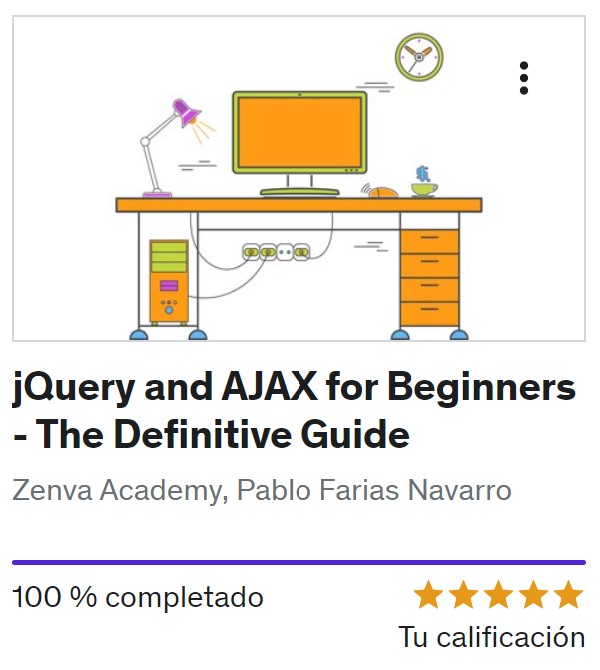 jQuery and AJAX for Beginners
- The Definitive Guide
Zenva Academy, Pablo Farias Navarro
100 % completado
Tu calificación